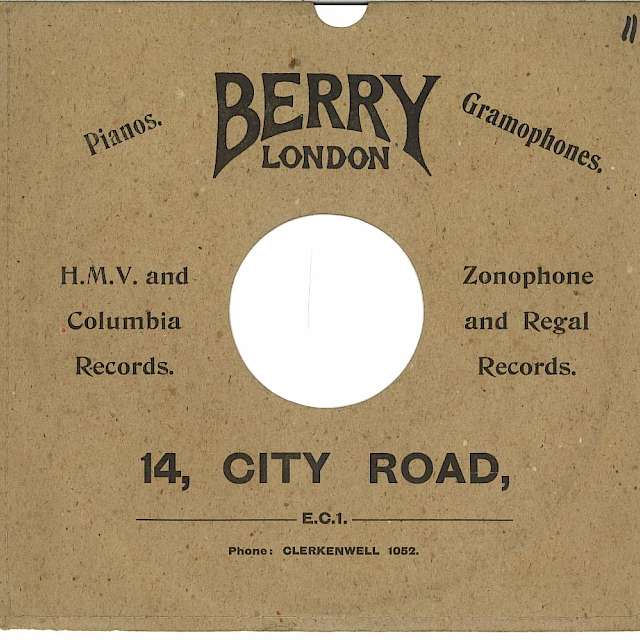 11
BERRY
LONDON
Pianos.
Gramophones.
H.M.V. and
Columbia
Records.
Zonophone
and Regal
Records.
14, CITY ROAD,
E.C.1.
Phone: CLERKENWELL 1052.